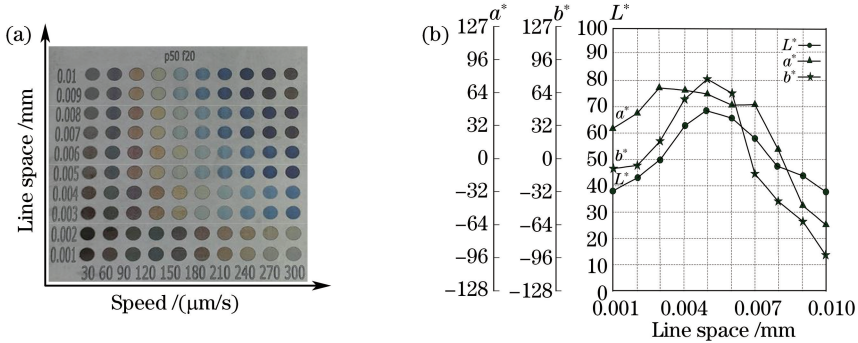 (a)
Line space /mm
p50 f20
0.01
0.009
0.008
0.007
0.006
0.005
0.004
0.003
0.002
0.001
30 60 90 120 150 180 210 240 270 300
Speed /(μm/s)
(b)
a* b* L*
127 127 100
96 96 90
64 64 80
32 32 70
0 0 60
−32 −32 50
−64 −64 40
−96 −96 30
−128 −128 20
10
0
L*
a*
b*
a*
b*
L*
0.001 0.004 0.007 0.010
Line space /mm